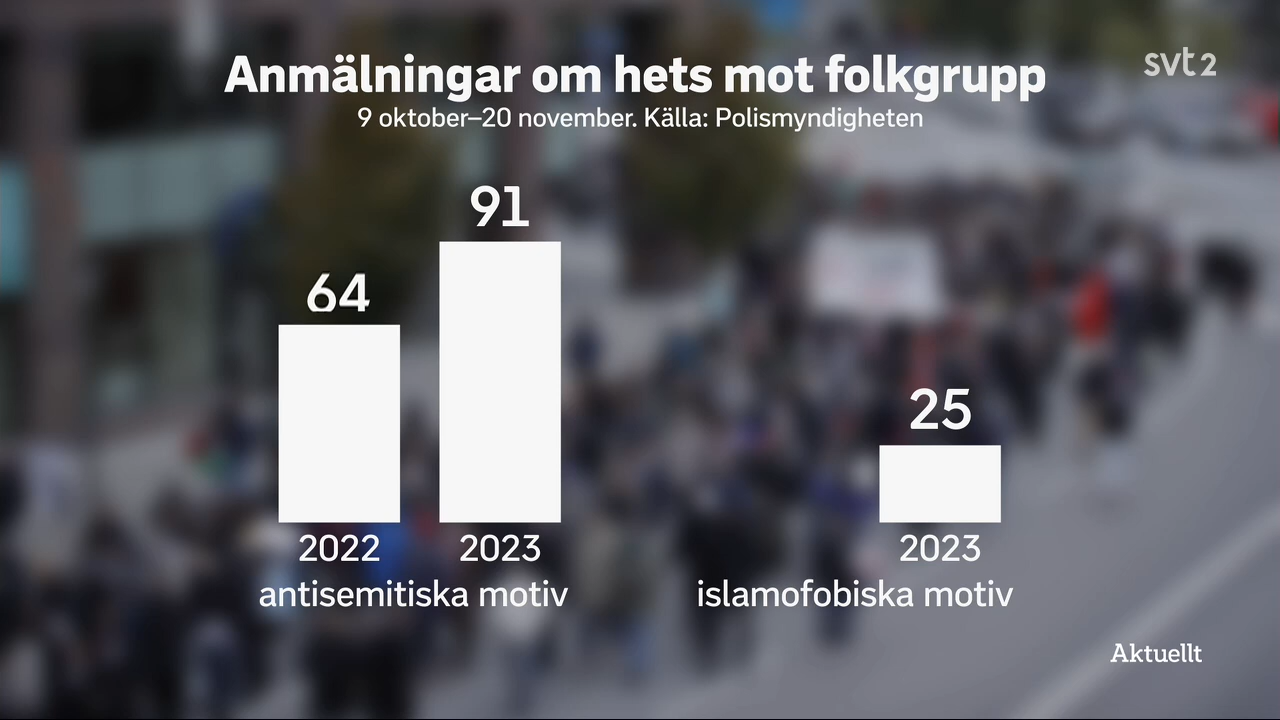 Anmälningar om hets mot folkgrupp
svt2
9 oktober–20 november. Källa: Polismyndigheten
64
91
25
2022
2023
2023
antisemitiska motiv
islamofobiska motiv
Aktuellt